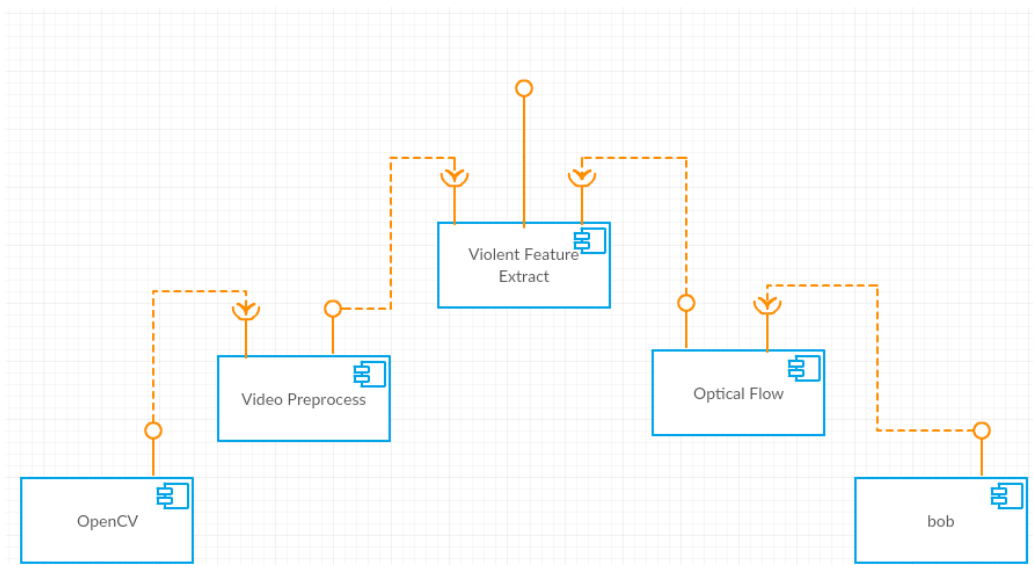 Violent Feature
Extract
Video Preprocess
Optical Flow
OpenCV
bob